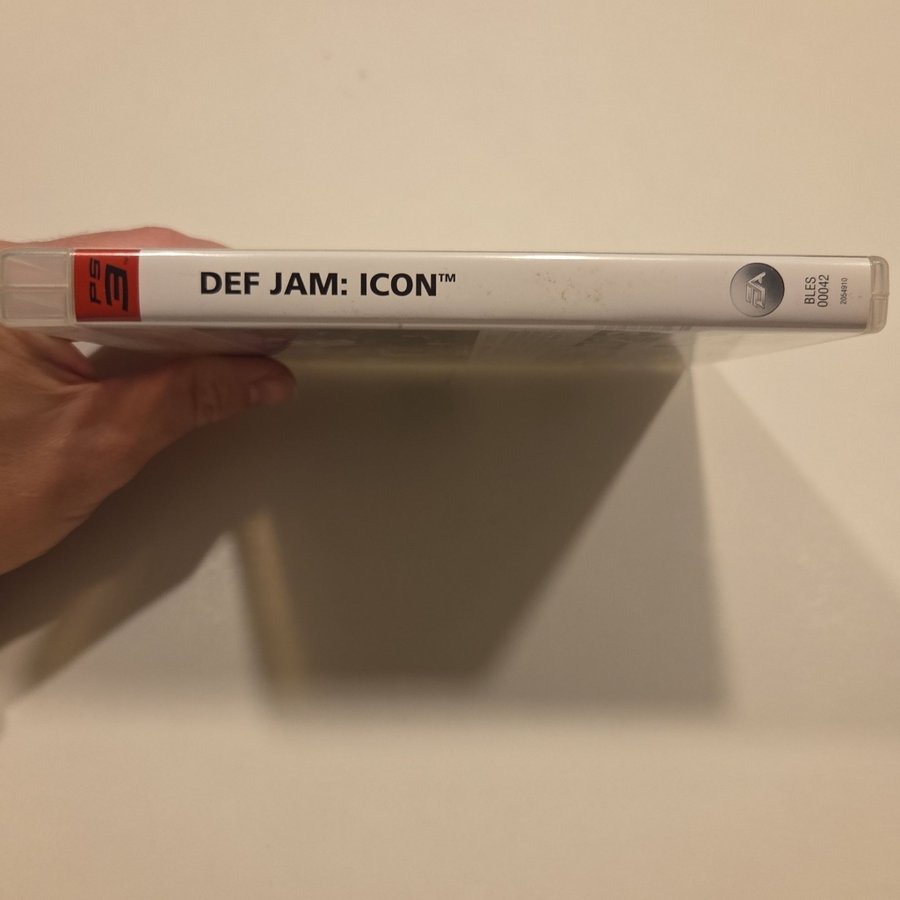 PS3
DEF JAM: ICON™
EA
BLES
00042
2054910